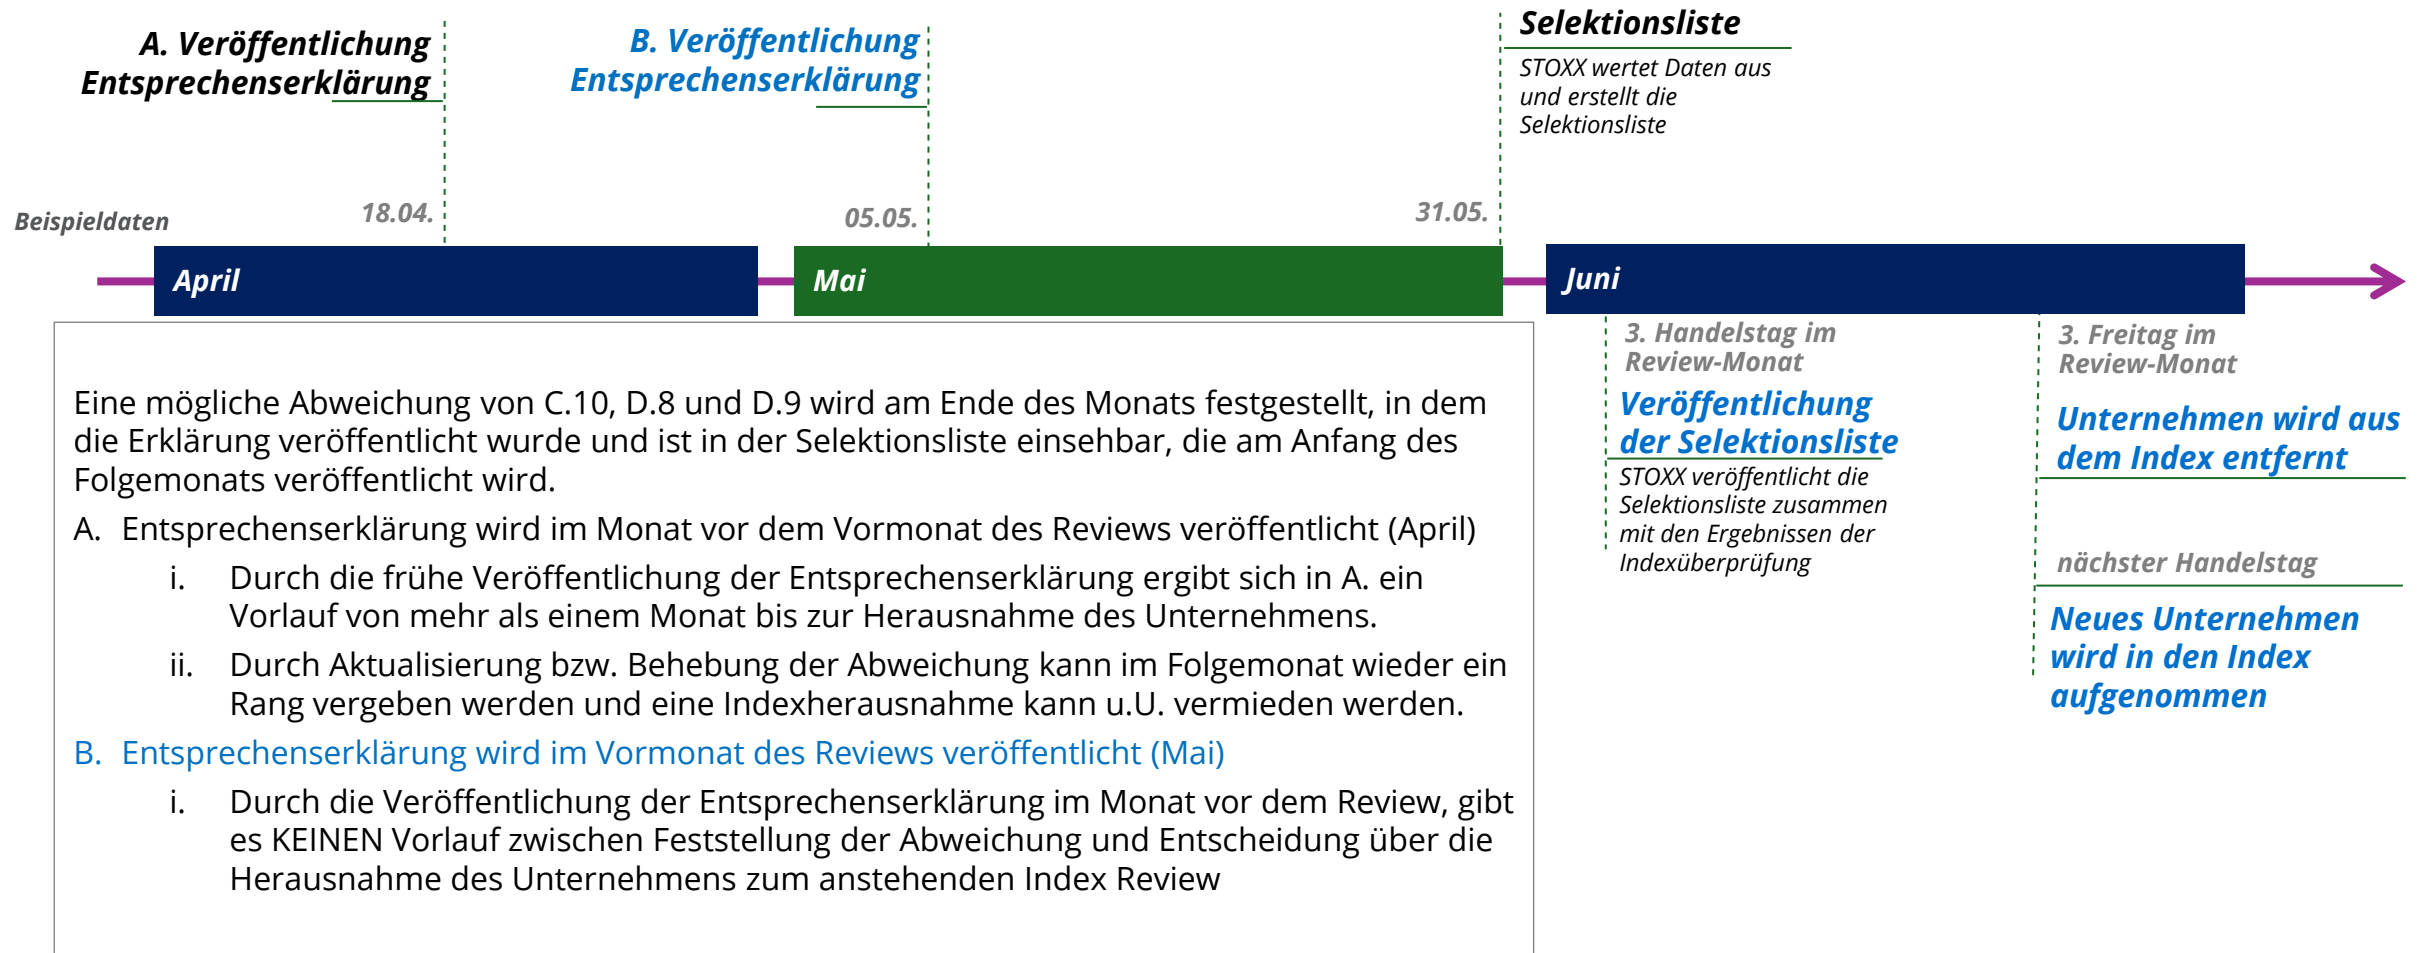 A. Veröffentlichung
Entsprechenserklärung
B. Veröffentlichung
Entsprechenserklärung
Selektionsliste
STOXX wertet Daten aus
und erstellt die
Selektionsliste
Beispieldaten
18.04.
05.05.
31.05.
April
Mai
Juni
Eine mögliche Abweichung von C.10, D.8 und D.9 wird am Ende des Monats festgestellt, in dem
die Erklärung veröffentlicht wurde und ist in der Selektionsliste einsehbar, die am Anfang des
Folgemonats veröffentlicht wird.
A. Entsprechenserklärung wird im Monat vor dem Vormonat des Reviews veröffentlicht (April)
i. Durch die frühe Veröffentlichung der Entsprechenserklärung ergibt sich in A. ein
Vorlauf von mehr als einem Monat bis zur Herausnahme des Unternehmens.
ii. Durch Aktualisierung bzw. Behebung der Abweichung kann im Folgemonat wieder ein
Rang vergeben werden und eine Indexherausnahme kann u.U. vermieden werden.
B. Entsprechenserklärung wird im Vormonat des Reviews veröffentlicht (Mai)
i. Durch die Veröffentlichung der Entsprechenserklärung im Monat vor dem Review, gibt
es KEINEN Vorlauf zwischen Feststellung der Abweichung und Entscheidung über die
Herausnahme des Unternehmens zum anstehenden Index Review
3. Handelstag im
Review-Monat
Veröffentlichung
der Selektionsliste
STOXX veröffentlicht die
Selektionsliste zusammen
mit den Ergebnissen der
Indexüberprüfung
3. Freitag im
Review-Monat
Unternehmen wird aus
dem Index entfernt
nächster Handelstag
Neues Unternehmen
wird in den Index
aufgenommen